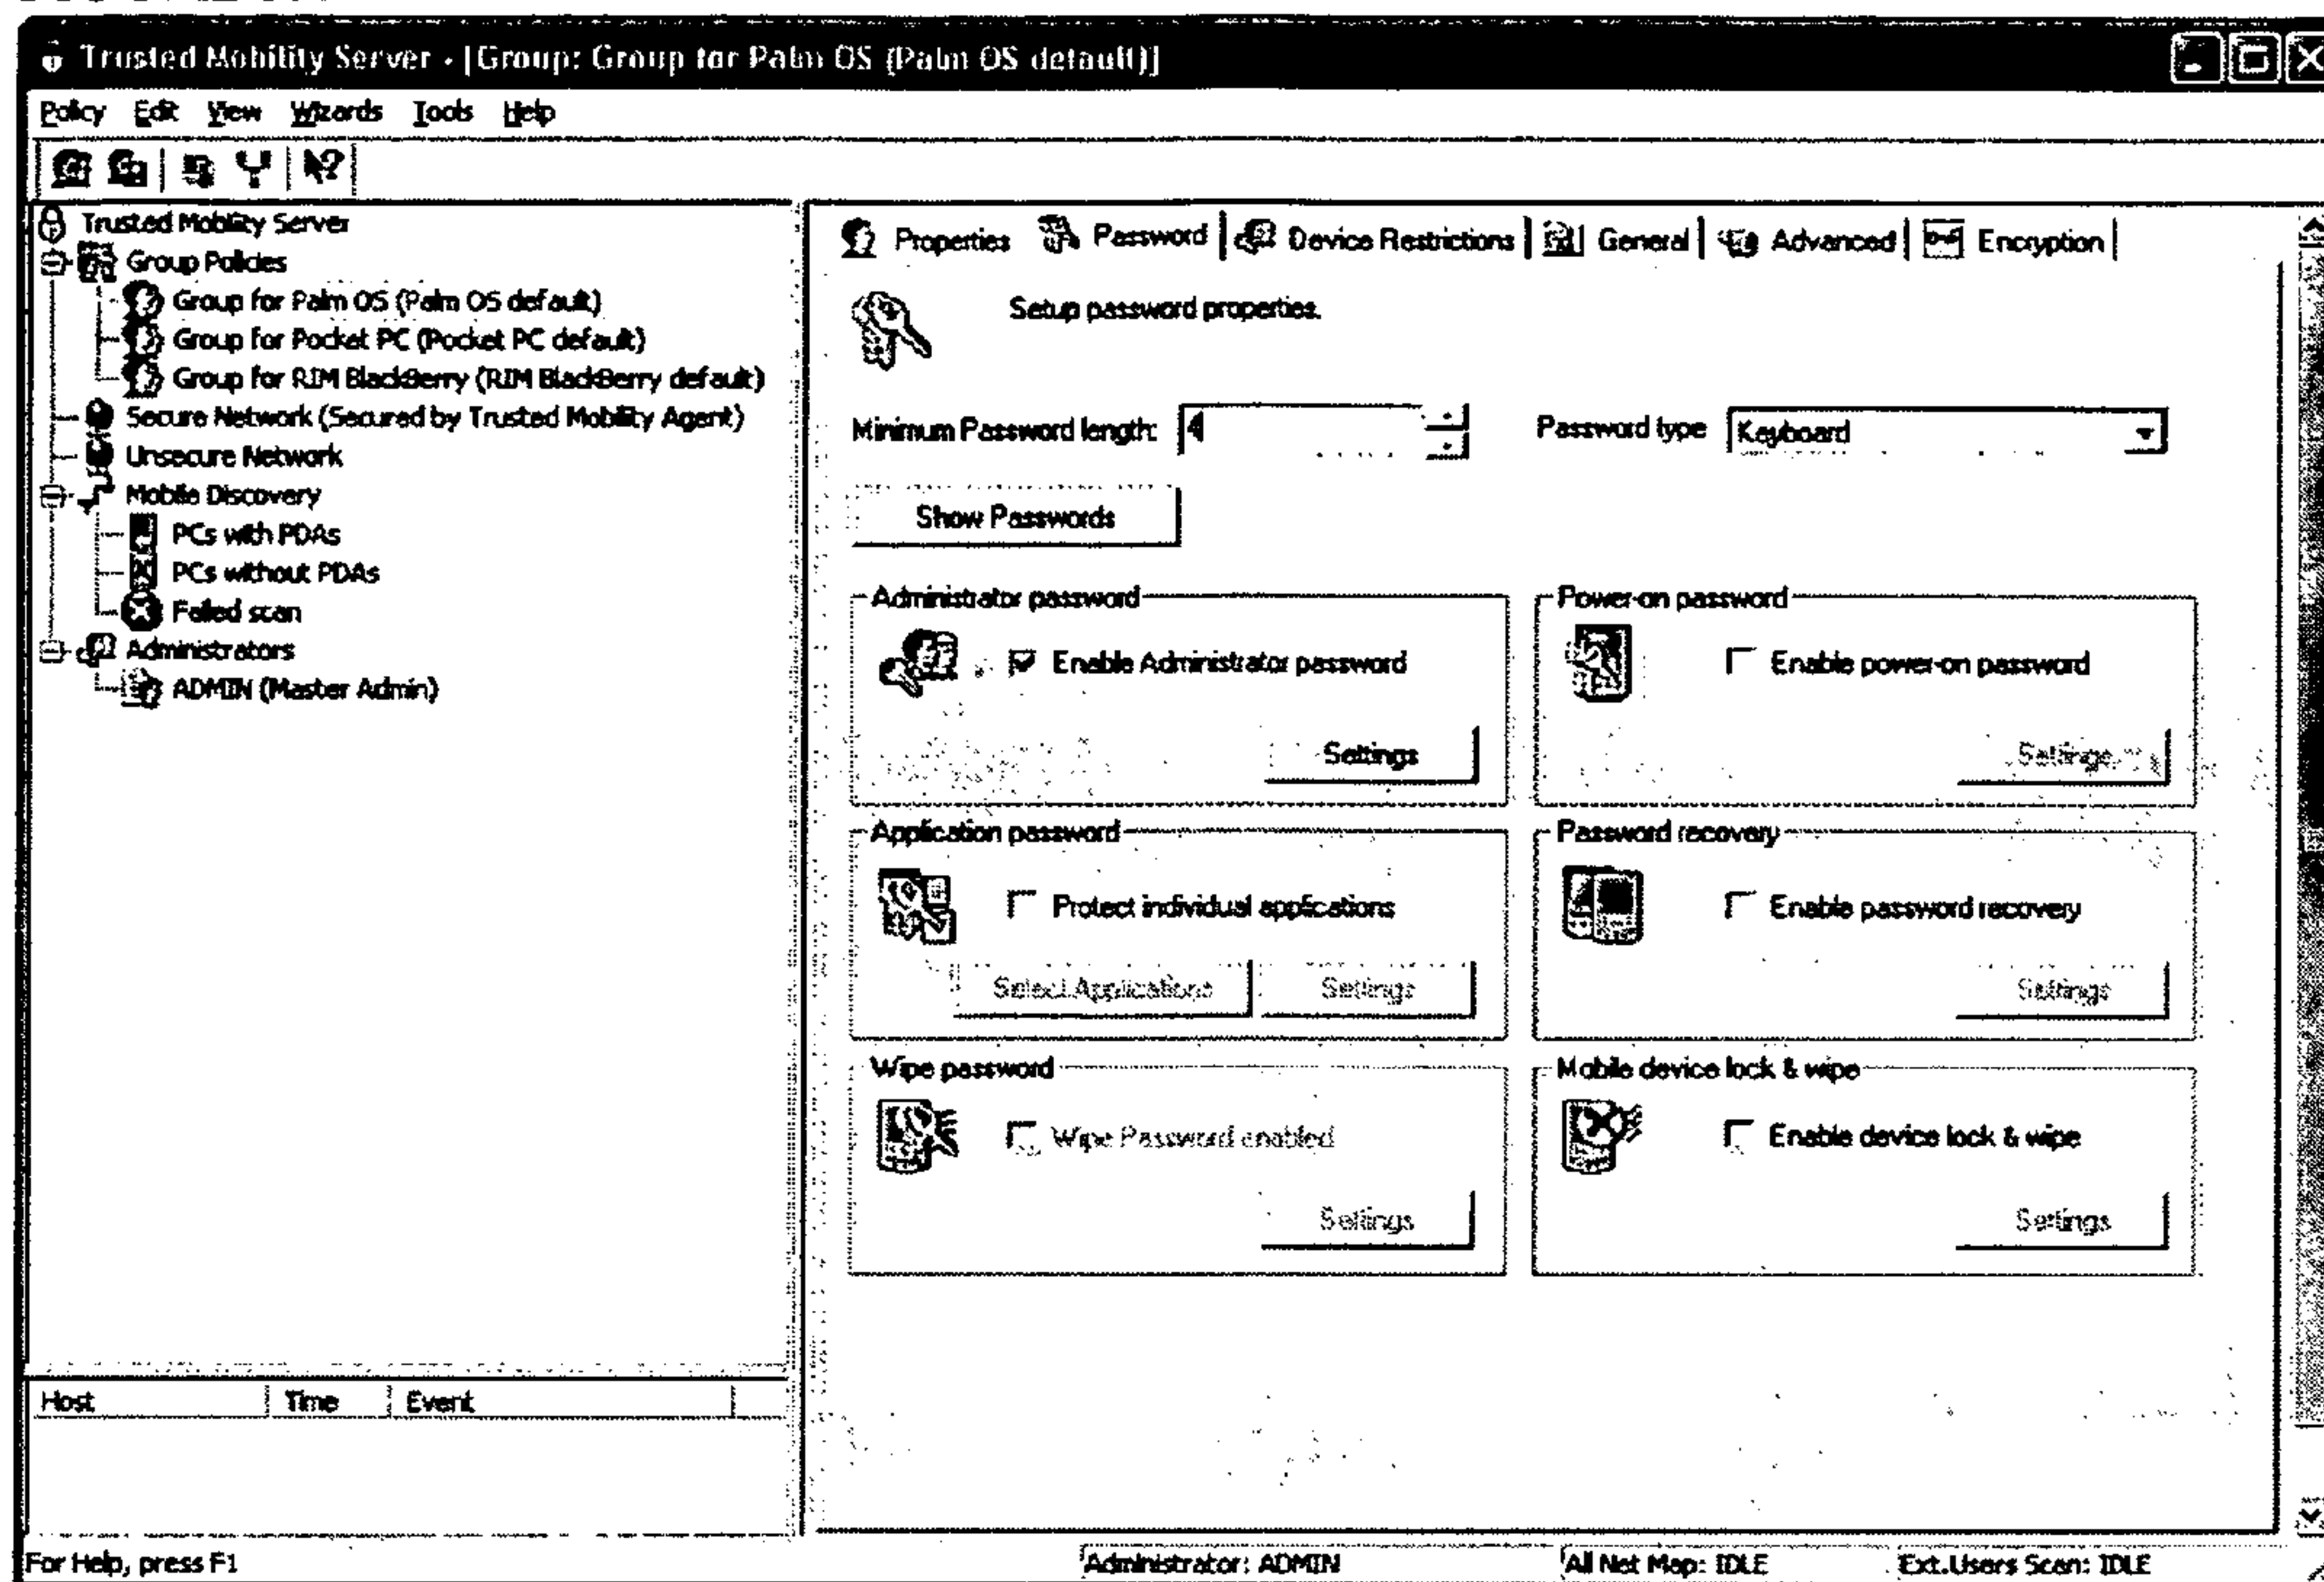 Trusted Mobility Server - [Group: Group for Palm OS (Palm OS default)]
Policy Edit View Wizards Tools Help
Trusted Mobility Server
Group Policies
Group for Palm OS (Palm OS default)
Group for Pocket PC (Pocket PC default)
Group for RIM BlackBerry (RIM BlackBerry default)
Secure Network (Secured by Trusted Mobility Agent)
Unsecure Network
Mobile Discovery
PCs with PDAs
PCs without PDAs
Failed scan
Administrators
ADMIN (Master Admin)
Host Time Event
Properties Password Device Restrictions General Advanced Encryption
Setup password properties.
Minimum Password length: 4 Password type Keyboard
Show Passwords
Administrator password
Enable Administrator password
Settings
Power-on password
Enable power-on password
Settings
Application password
Protect individual applications
Select Applications Settings
Password recovery
Enable password recovery
Settings
Wipe password
Wipe Password enabled
Settings
Mobile device lock & wipe
Enable device lock & wipe
Settings
For Help, press F1 Administrator: ADMIN All Net Map: IDLE Ext.Users Scan: IDLE